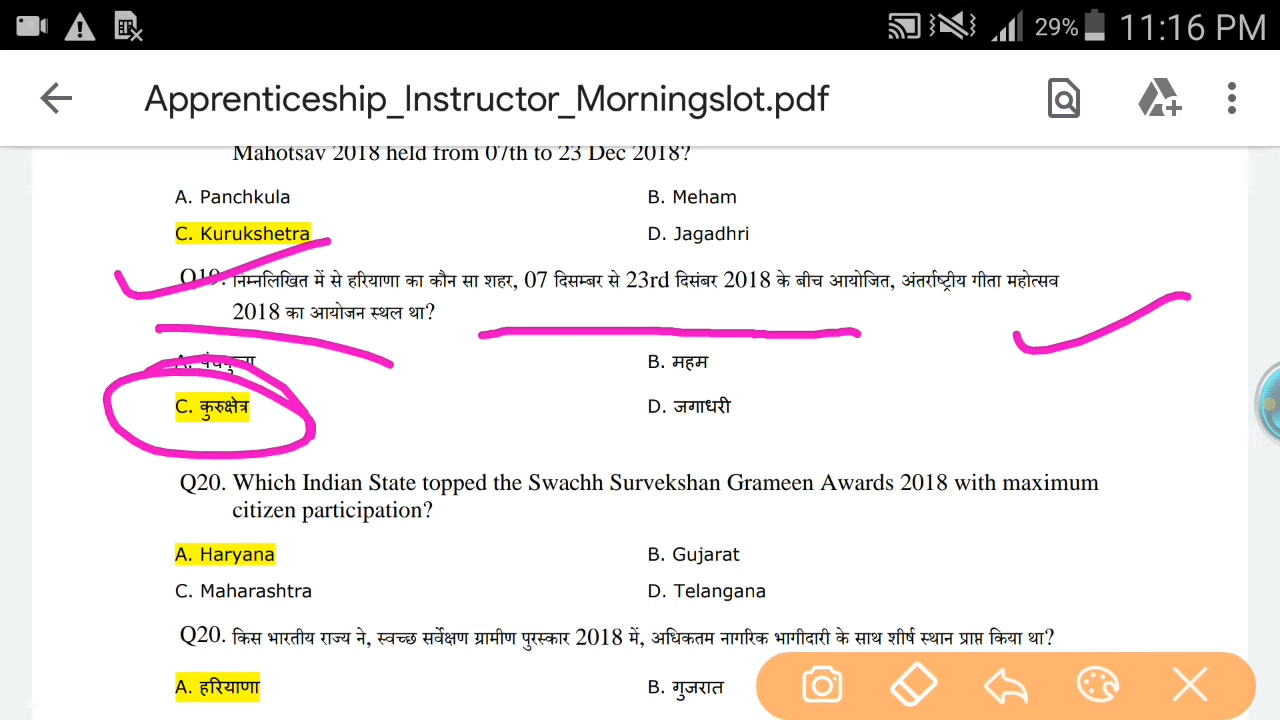 29% 11:16 PM
Apprenticeship_Instructor_Morningslot.pdf
Mahotsav 2018 held from 07th to 23 Dec 2018?
A. Panchkula B. Meham
C. Kurukshetra D. Jagadhri
Q19. निम्नलिखित में से हरियाणा का कौन सा शहर, 07 दिसम्बर से 23rd दिसंबर 2018 के बीच आयोजित, अंतर्राष्ट्रीय गीता महोत्सव
2018 का आयोजन स्थल था?
A. पंचकुला B. महम
C. कुरुक्षेत्र D. जगाधरी
Q20. Which Indian State topped the Swachh Survekshan Grameen Awards 2018 with maximum
citizen participation?
A. Haryana B. Gujarat
C. Maharashtra D. Telangana
Q20. किस भारतीय राज्य ने, स्वच्छ सर्वेक्षण ग्रामीण पुरस्कार 2018 में, अधिकतम नागरिक भागीदारी के साथ शीर्ष स्थान प्राप्त किया था?
A. हरियाणा B. गुजरात